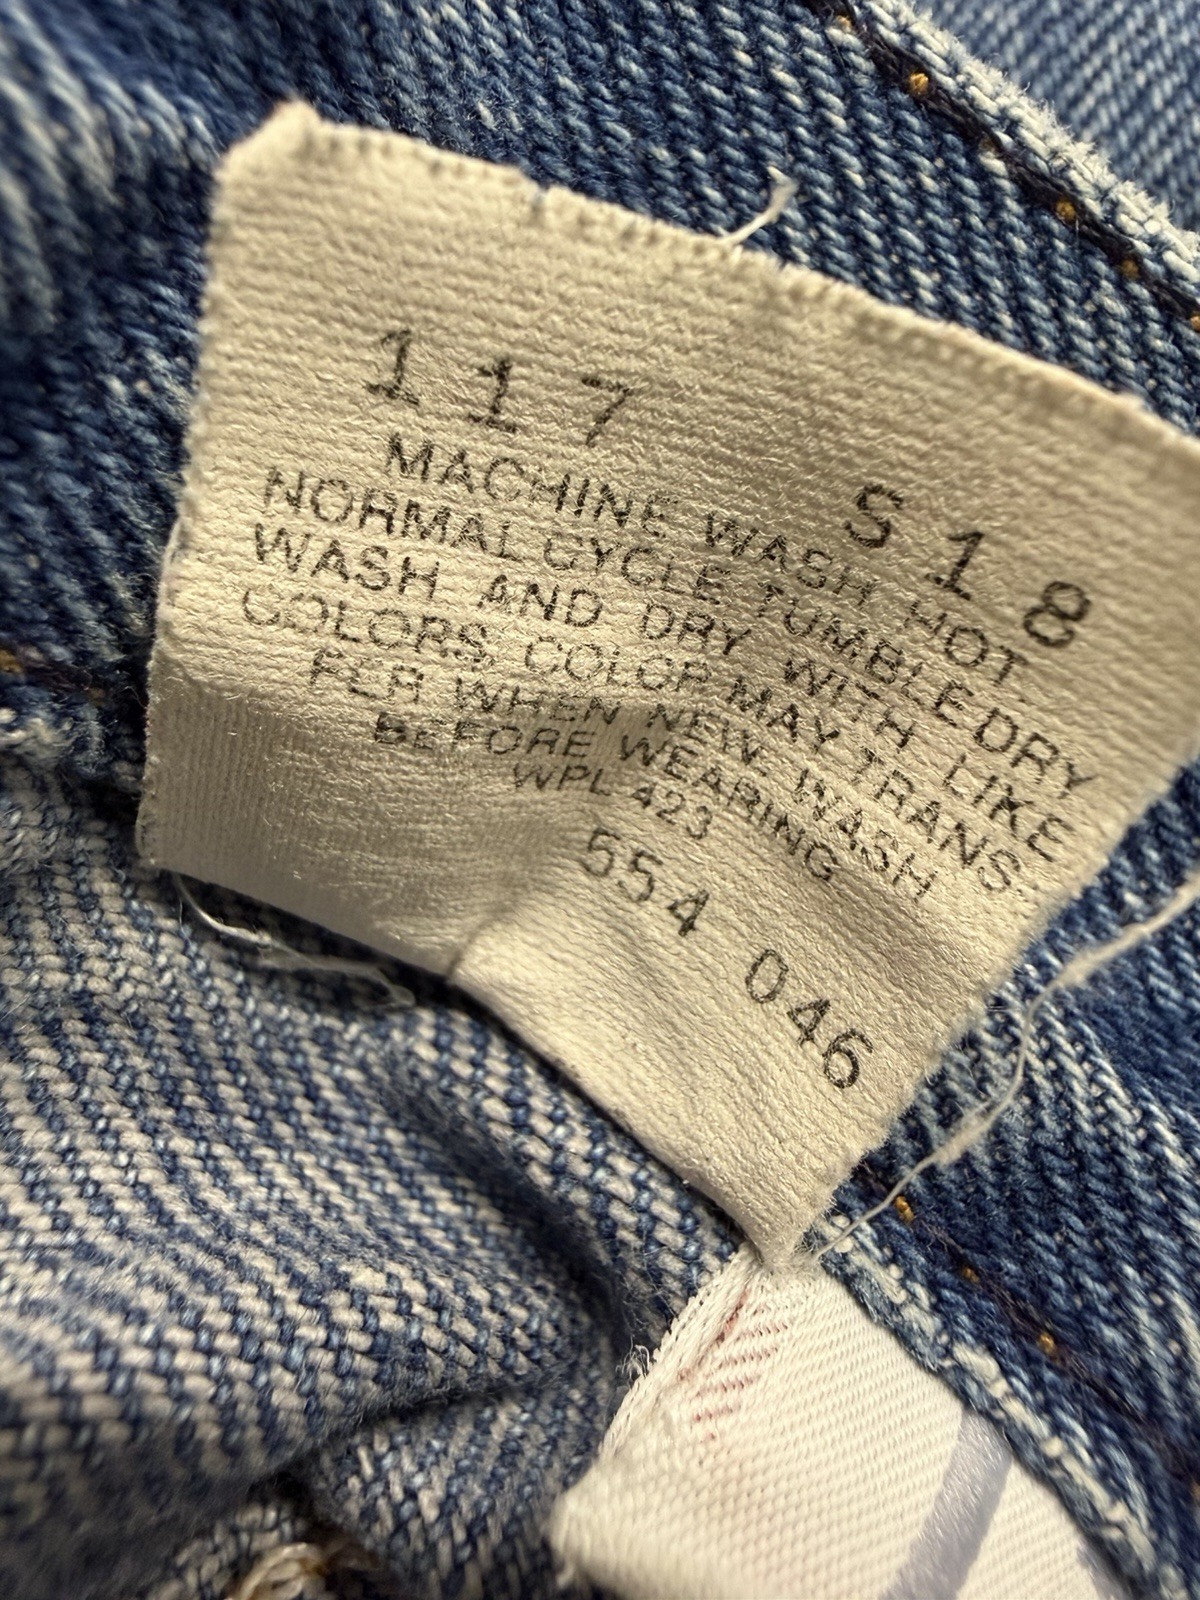 117 S18
MACHINE WASH HOT
NORMAL CYCLE TUMBLE DRY
WASH AND DRY WITH LIKE
COLORS. COLOR MAY TRANS-
FER WHEN NEW. WASH
BEFORE WEARING
WPL 423
554 046